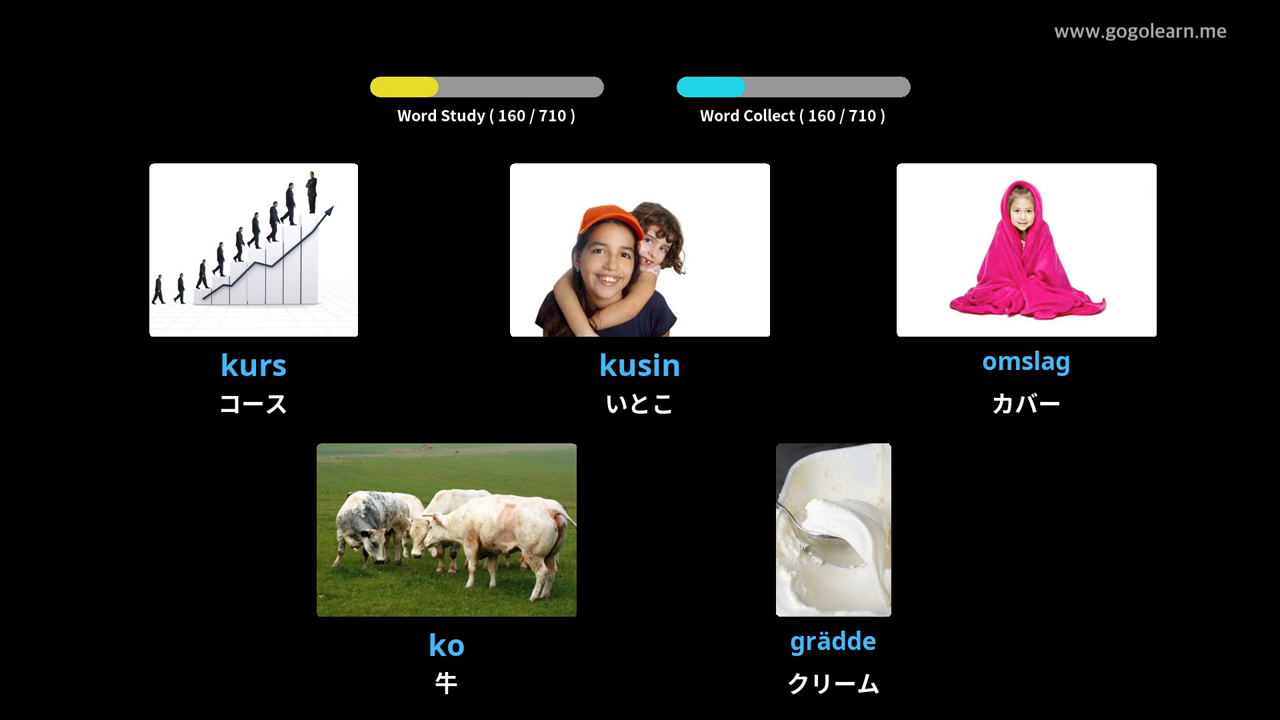 www.gogolearn.me
Word Study ( 160 / 710 )
Word Collect ( 160 / 710 )
kurs
コース
kusin
いとこ
omslag
カバー
ko
牛
grädde
クリーム